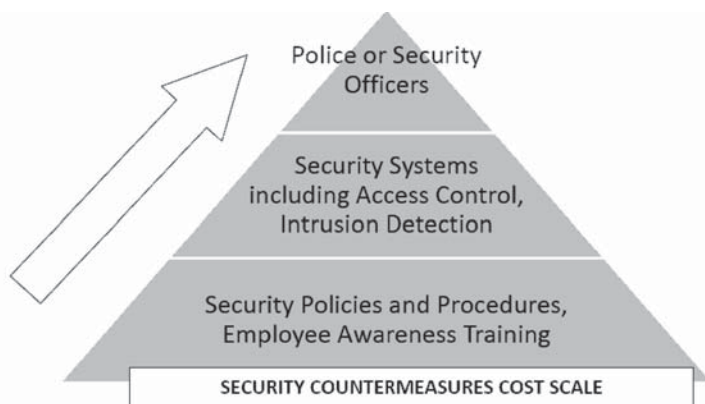 Police or Security
Officers
Security Systems
including Access Control,
Intrusion Detection
Security Policies and Procedures,
Employee Awareness Training
SECURITY COUNTERMEASURES COST SCALE